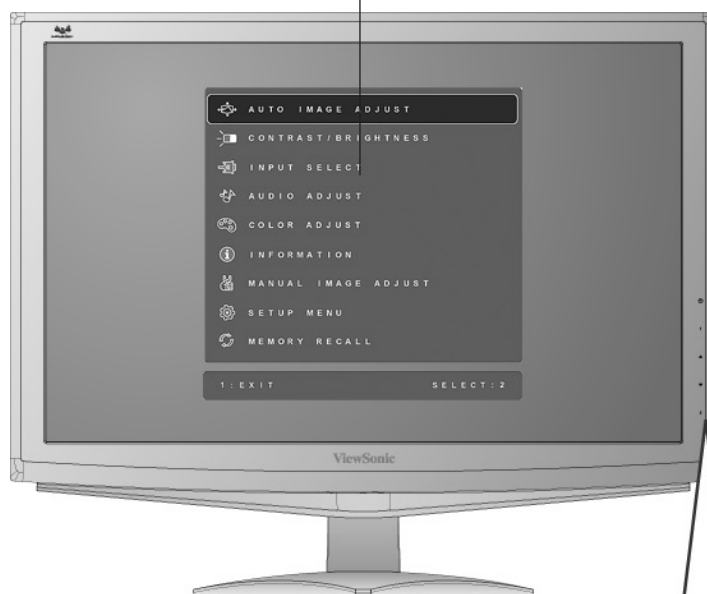 AUTO IMAGE ADJUST
CONTRAST/BRIGHTNESS
INPUT SELECT
AUDIO ADJUST
COLOR ADJUST
INFORMATION
MANUAL IMAGE ADJUST
SETUP MENU
MEMORY RECALL
1:EXIT SELECT:2
ViewSonic